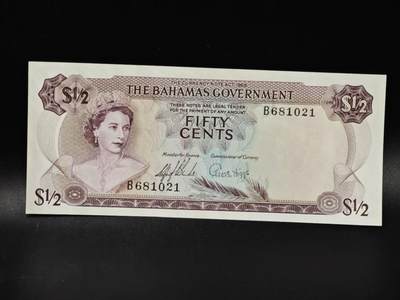 THE CURRENCY NOTE ACT 1965
THE BAHAMAS GOVERNMENT
$½
THESE NOTES ARE LEGAL TENDER
FOR THE PAYMENT OF ANY AMOUNT
$½
B681021
FIFTY
CENTS
Minister for Finance
Commissioner of Currency
B681021
$½
$½